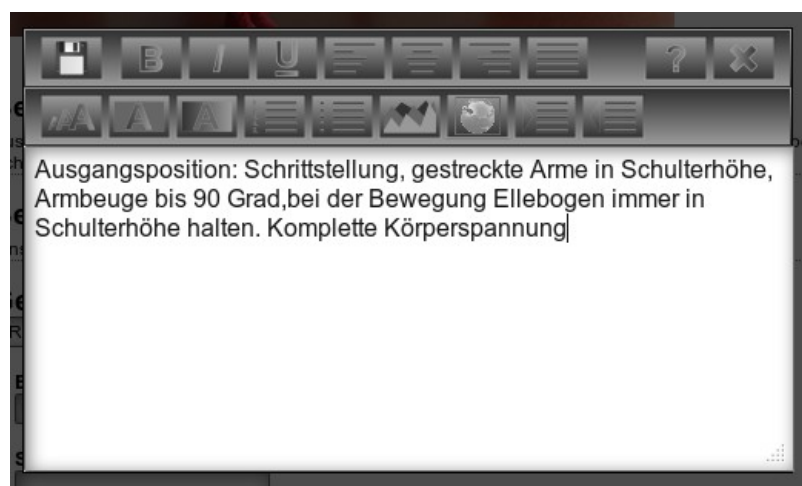 Ausgangsposition: Schrittstellung, gestreckte Arme in Schulterhöhe,
Armbeuge bis 90 Grad,bei der Bewegung Ellebogen immer in
Schulterhöhe halten. Komplette Körperspannung